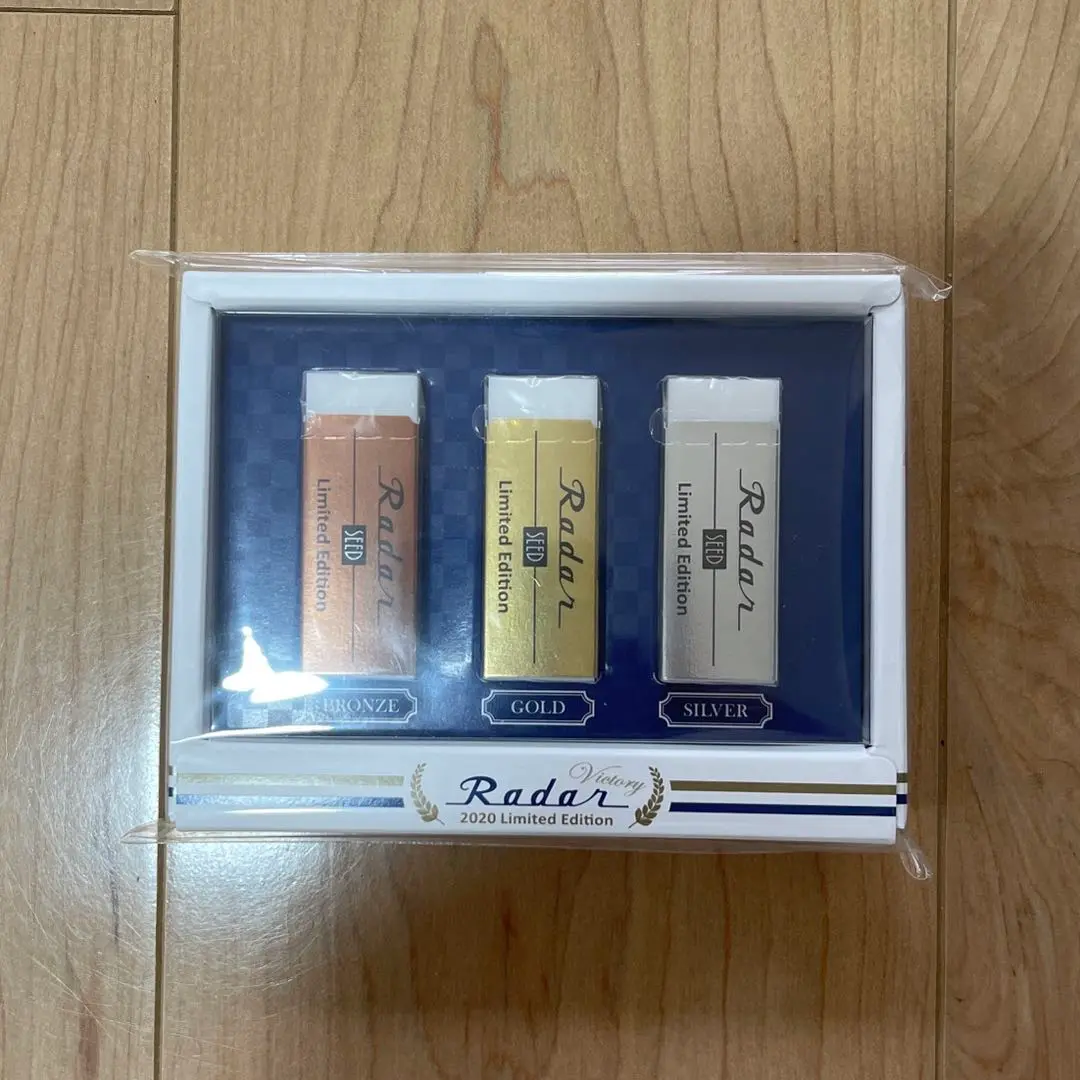 Radar
SEED
Limited Edition
Radar
SEED
Limited Edition
Radar
SEED
Limited Edition
BRONZE
GOLD
SILVER
Victory
Radar
2020 Limited Edition